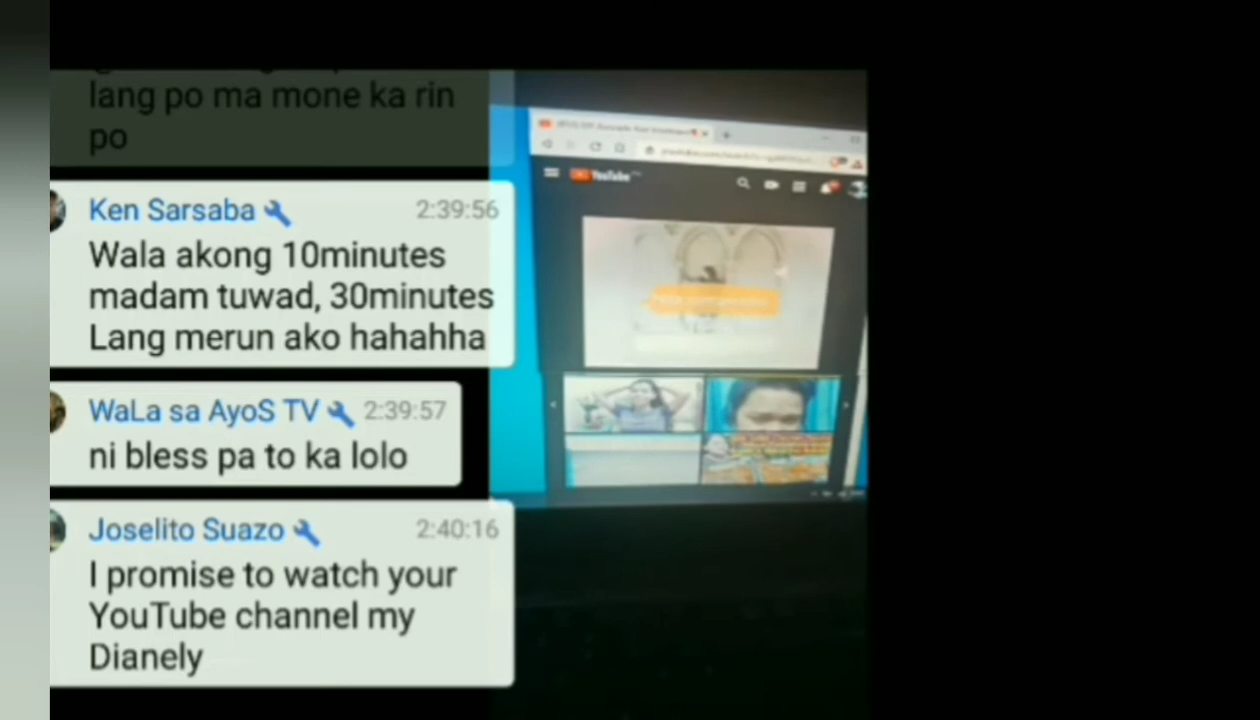 lang po ma mone ka rin
po
Ken Sarsaba 2:39:56
Wala akong 10minutes
madam tuwad, 30minutes
Lang merun ako hahahha
WaLa sa AyoS TV 2:39:57
ni bless pa to ka lolo
Joselito Suazo 2:40:16
I promise to watch your
YouTube channel my
Dianely
YouTube